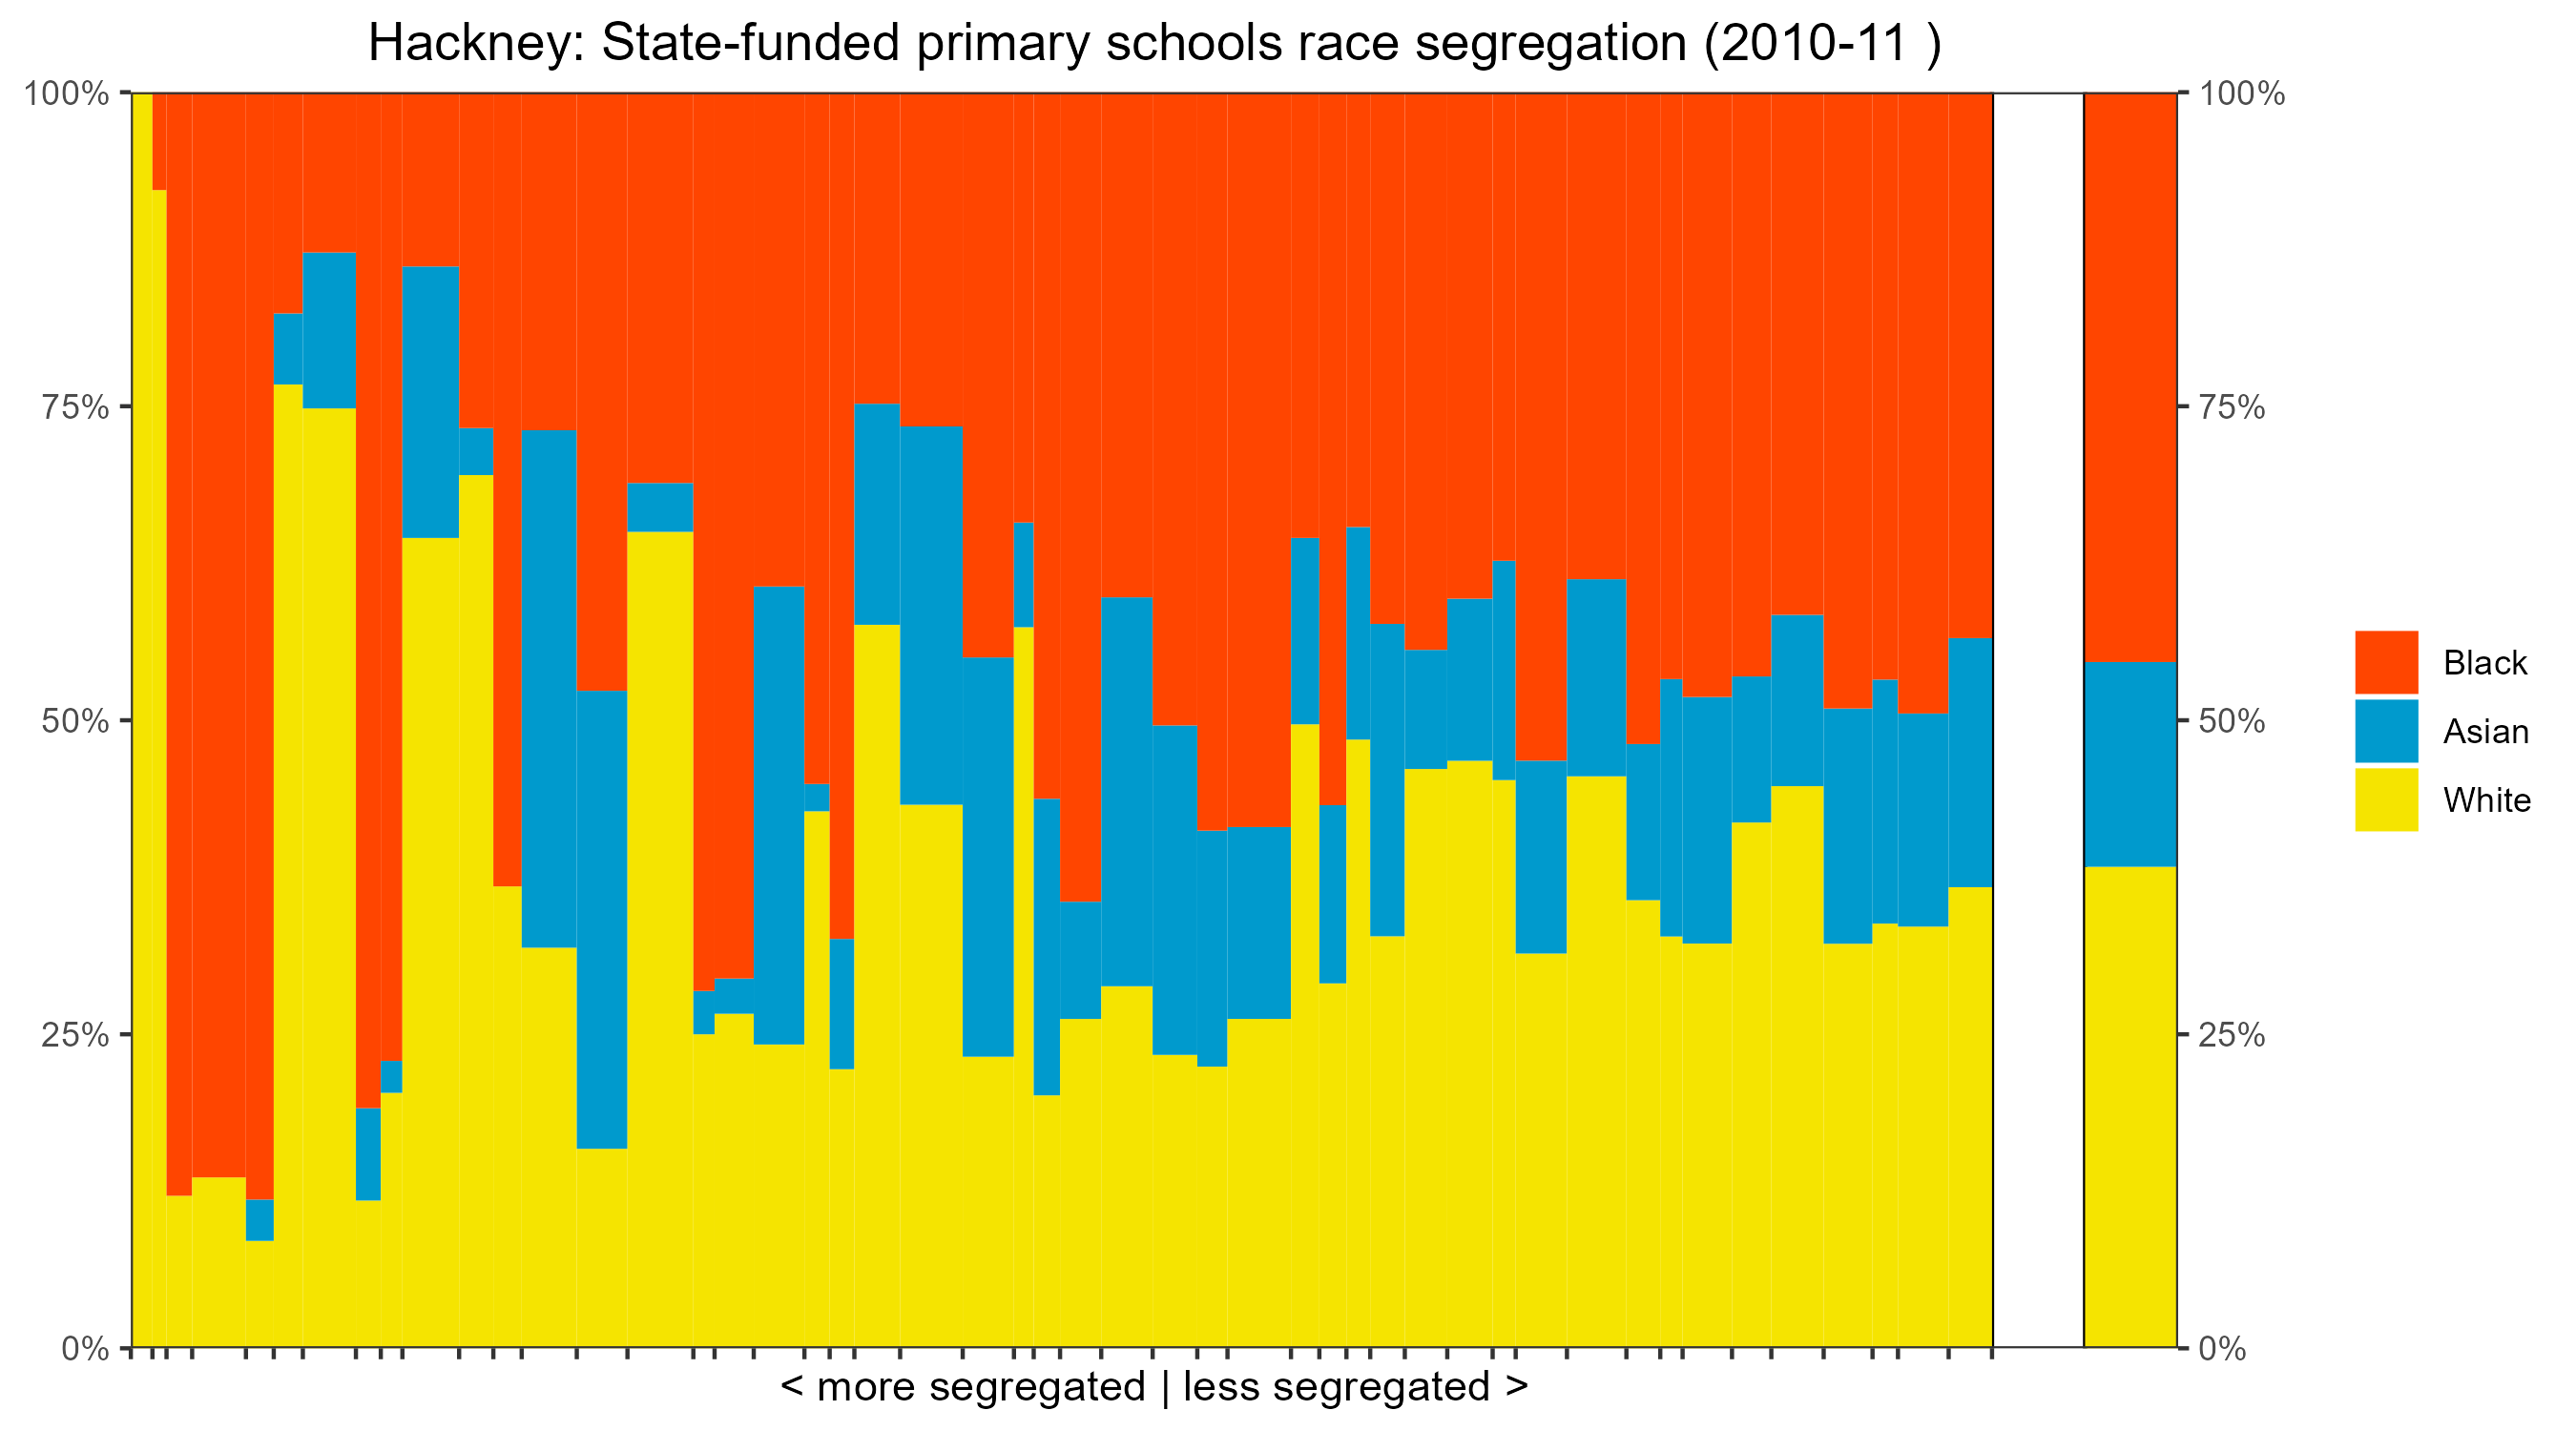 Hackney: State-funded primary schools race segregation (2010-11 )
100%
75%
50%
25%
0%
100%
75%
50%
25%
0%
< more segregated | less segregated >
Black
Asian
White